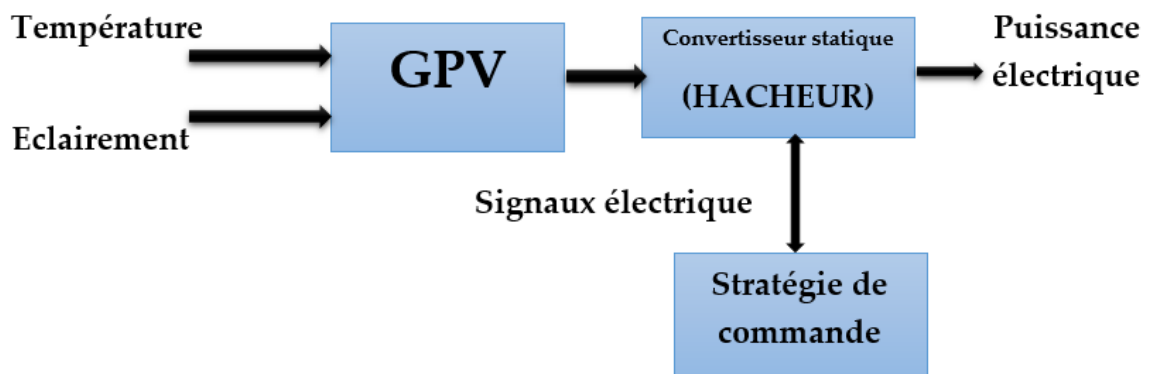 Température
Eclairement
GPV
Convertisseur statique
(HACHEUR)
Puissance
électrique
Signaux électrique
Stratégie de
commande